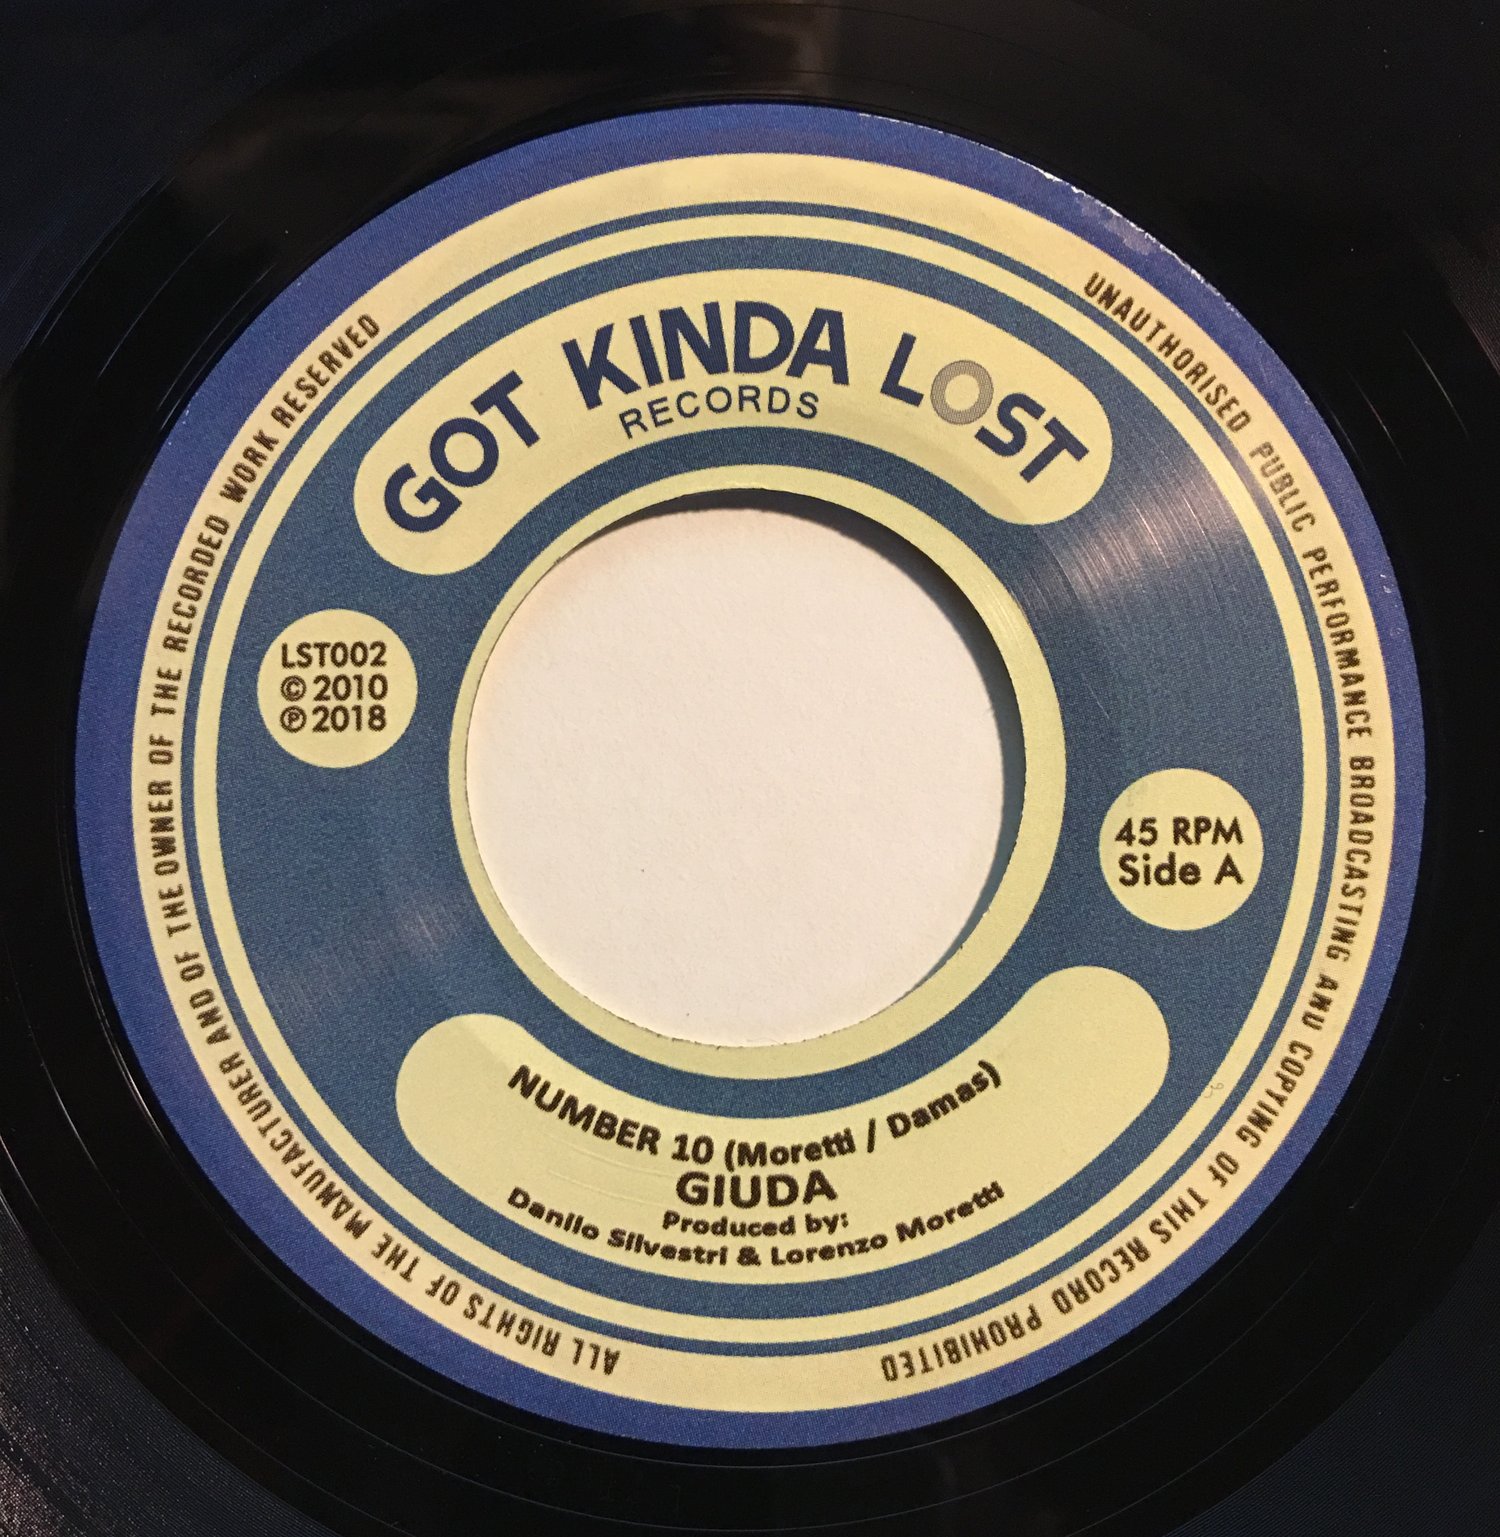 GOT KINDA LOST
RECORDS
LST002
© 2010
℗ 2018
45 RPM
Side A
NUMBER 10 (Moretti / Damas)
GIUDA
Produced by:
Danilo Silvestri & Lorenzo Moretti
ALL RIGHTS OF THE MANUFACTURER AND OF THE OWNER OF THE RECORDED WORK RESERVED
UNAUTHORISED PUBLIC PERFORMANCE BROADCASTING AND COPYING OF THIS RECORD PROHIBITED